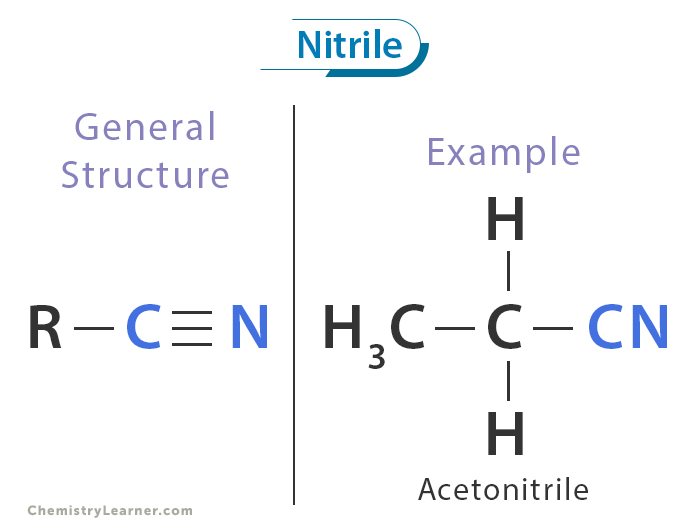 Nitrile
General
Structure
R — C ≡ N
Example
H
H₃C — C — CN
H
Acetonitrile
ChemistryLearner.com